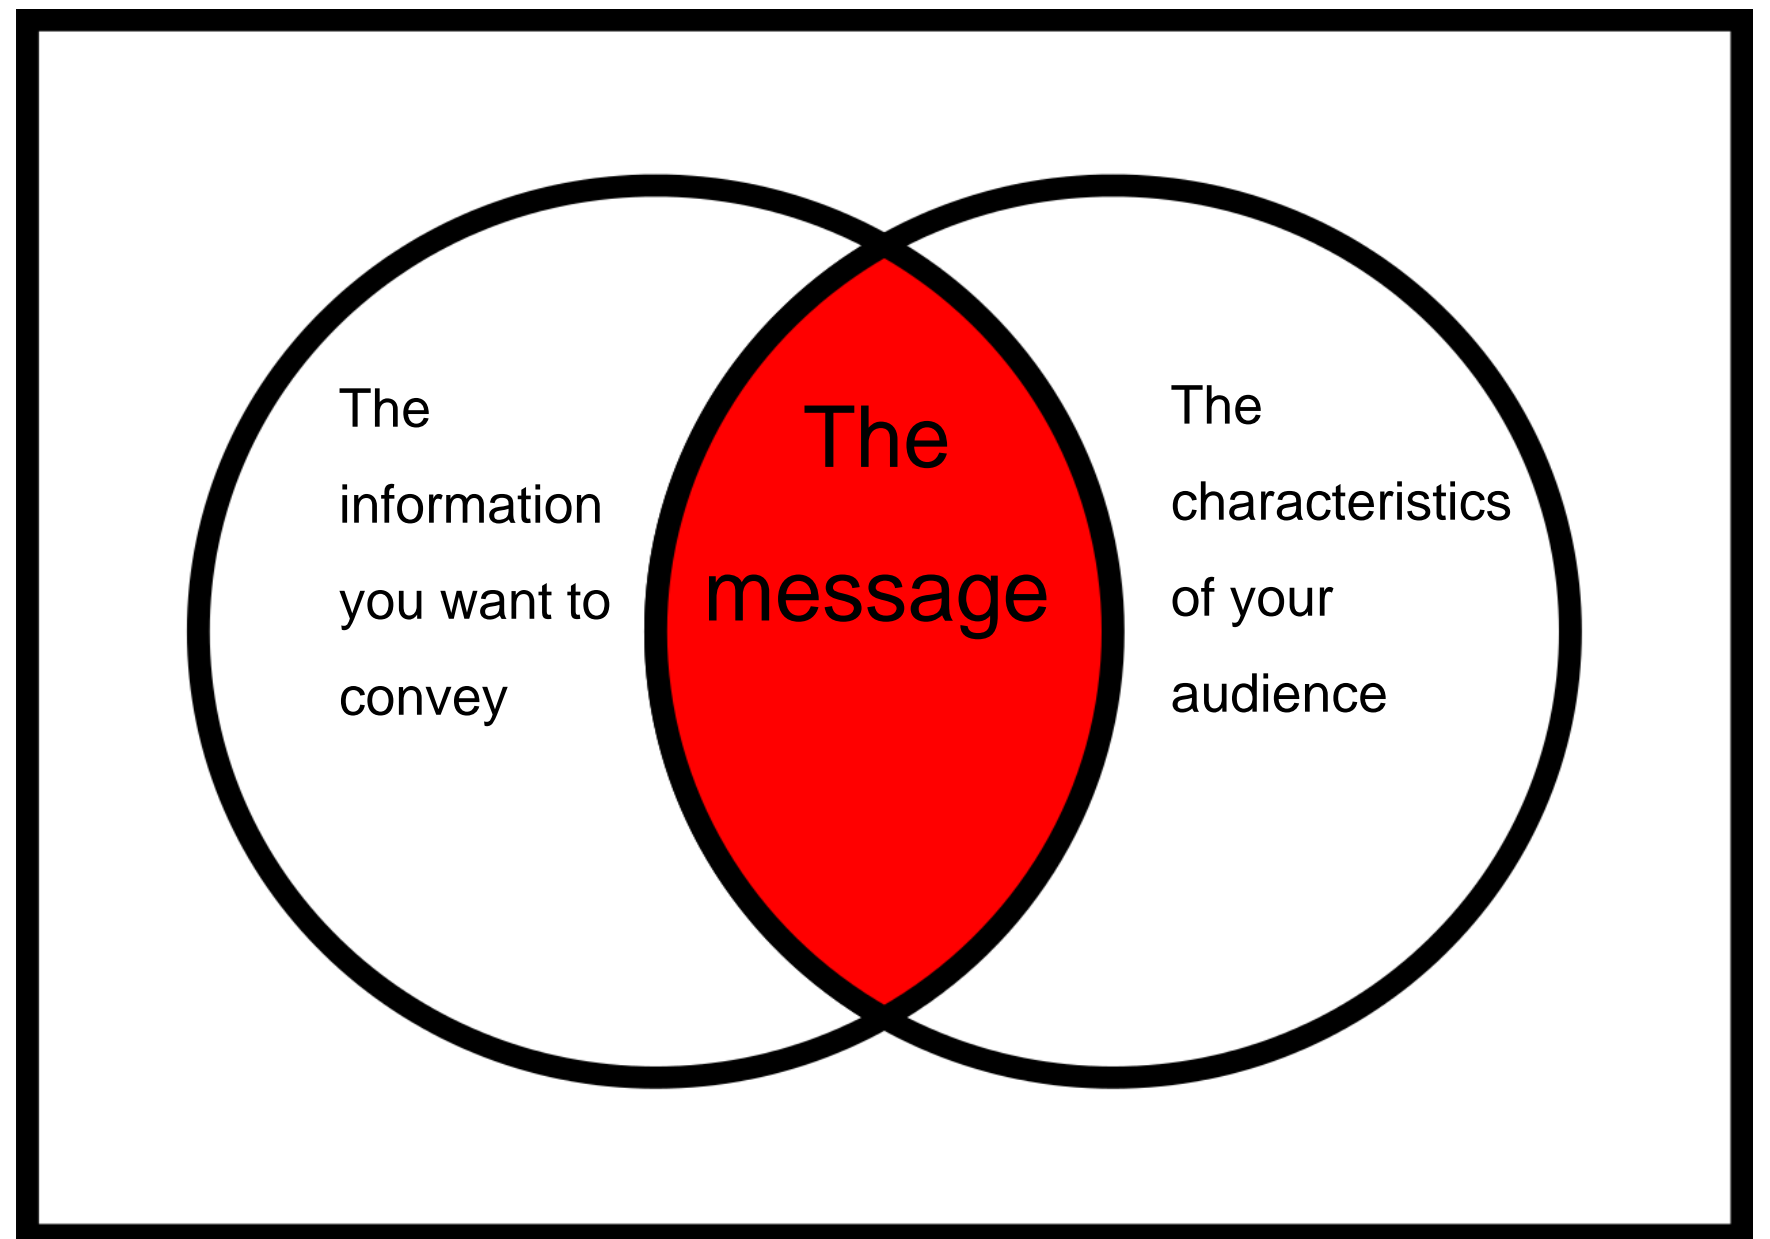 The
information
you want to
convey
The
message
The
characteristics
of your
audience